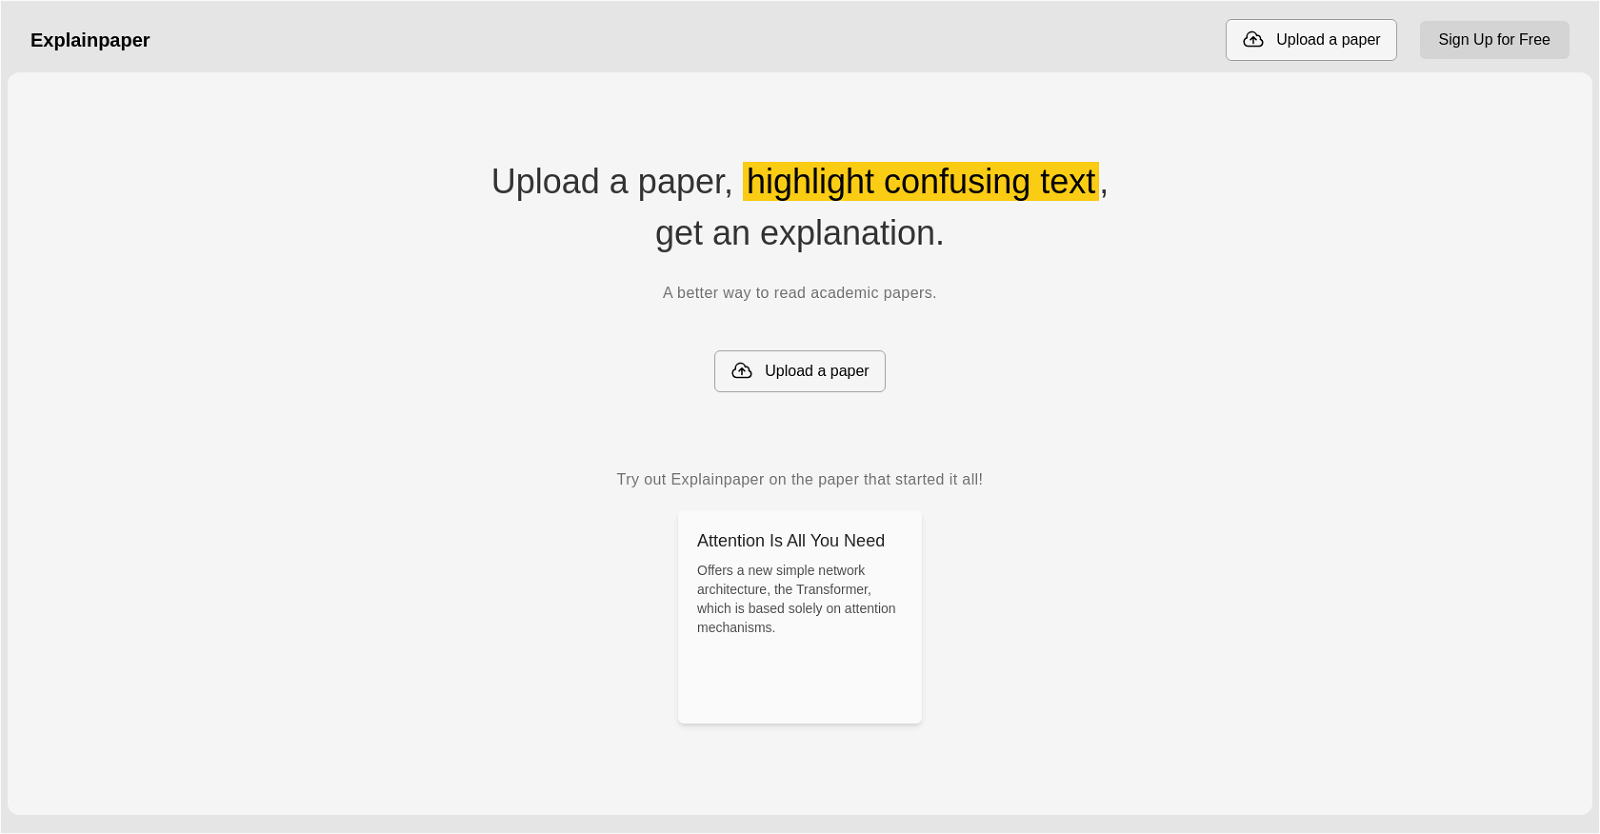 Explainpaper
Upload a paper
Sign Up for Free
Upload a paper, highlight confusing text,
get an explanation.
A better way to read academic papers.
Upload a paper
Try out Explainpaper on the paper that started it all!
Attention Is All You Need
Offers a new simple network
architecture, the Transformer,
which is based solely on attention
mechanisms.